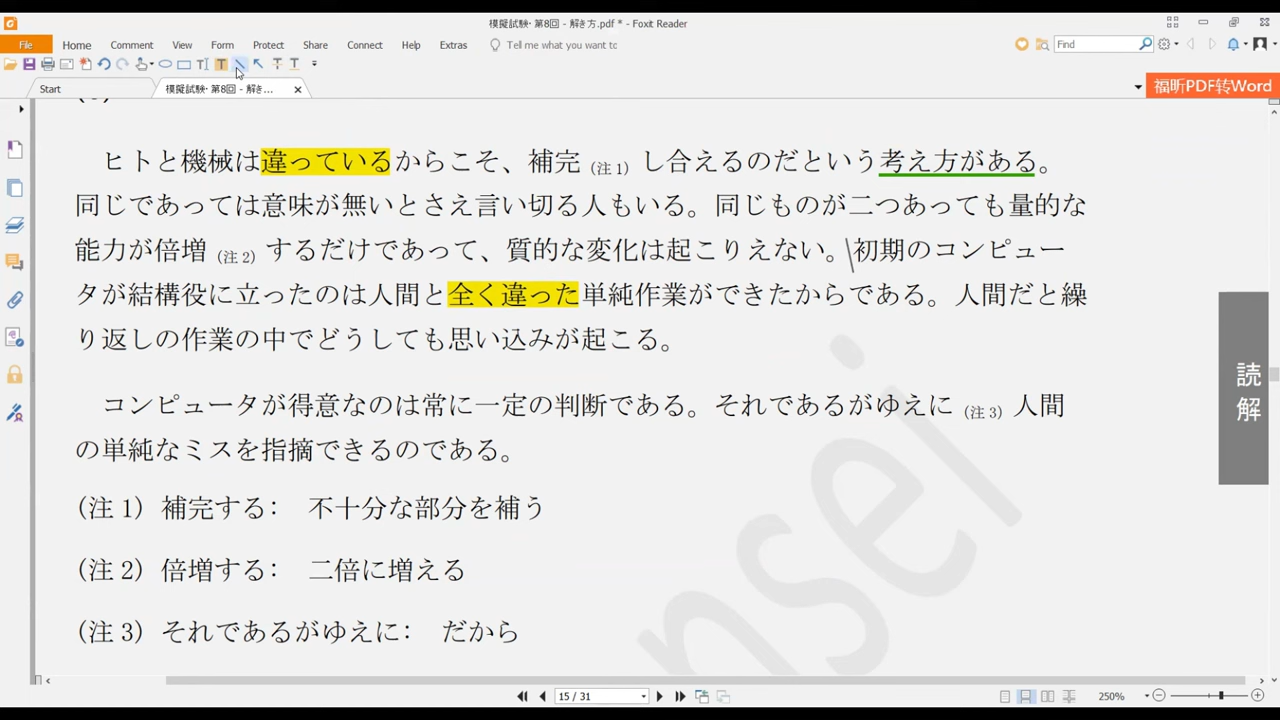 模擬試験· 第8回 - 解き方.pdf * - Foxit Reader
File Home Comment View Form Protect Share Connect Help Extras Tell me what you want to Find
Start 模擬試験· 第8回 - 解き... 福昕PDF转Word
ヒトと機械は違っているからこそ、補完(注1)し合えるのだという考え方がある。
同じであっては意味が無いとさえ言い切る人もいる。同じものが二つあっても量的な
能力が倍増(注2)するだけであって、質的な変化は起こりえない。初期のコンピュー
タが結構役に立ったのは人間と全く違った単純作業ができたからである。人間だと繰
り返しの作業の中でどうしても思い込みが起こる。
コンピュータが得意なのは常に一定の判断である。それであるがゆえに(注3)人間
の単純なミスを指摘できるのである。
(注1) 補完する: 不十分な部分を補う
(注2) 倍増する: 二倍に増える
(注3) それであるがゆえに: だから
読解
nsei
15 / 31 250%